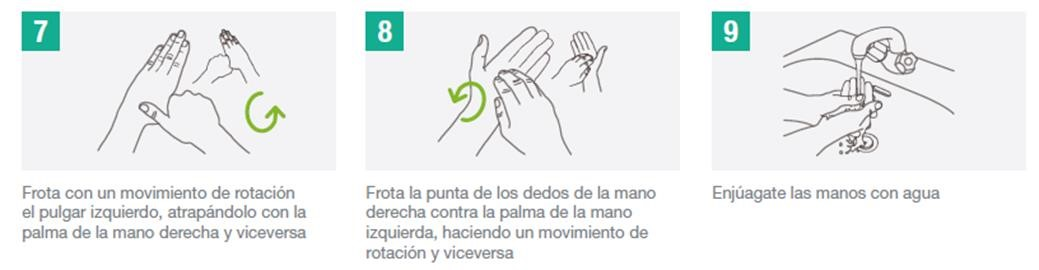 7
Frota con un movimiento de rotación
el pulgar izquierdo, atrapándolo con la
palma de la mano derecha y viceversa
8
Frota la punta de los dedos de la mano
derecha contra la palma de la mano
izquierda, haciendo un movimiento de
rotación y viceversa
9
Enjúagate las manos con agua